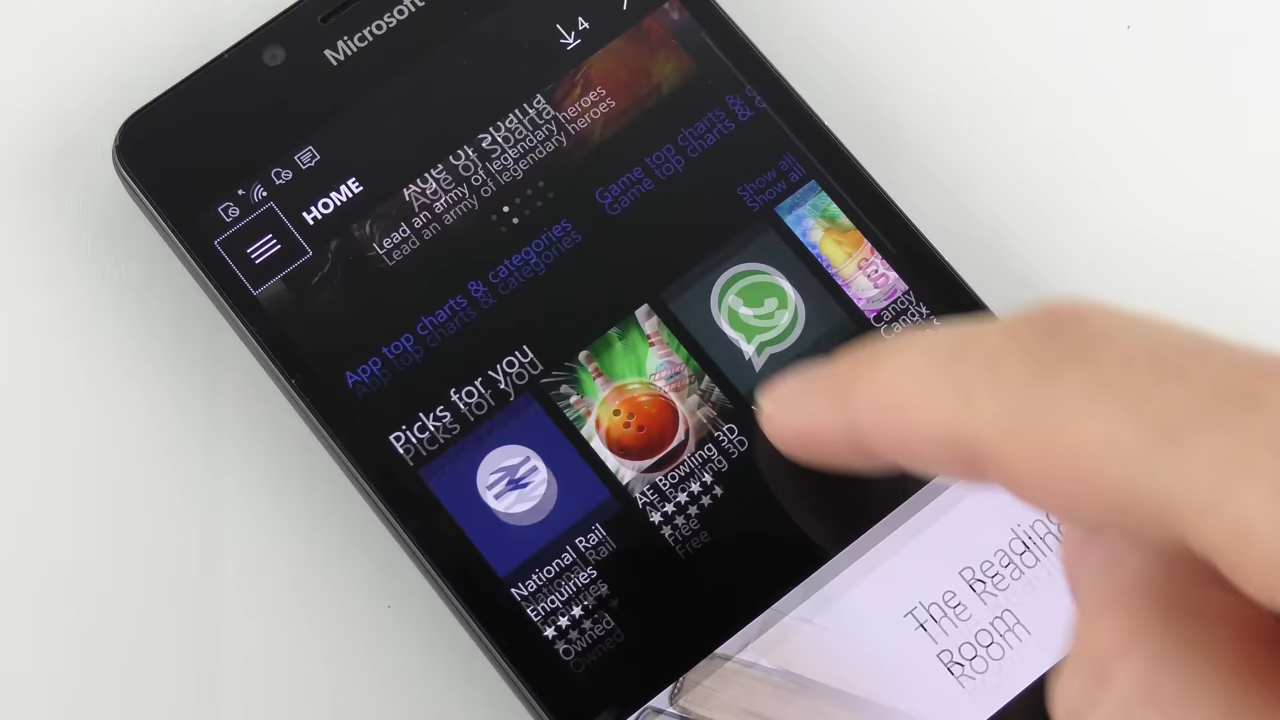 Microsoft
4
HOME
Age of Sparta
Lead an army of legendary heroes
App top charts & categories
Game top charts & c
Picks for you
Show all
National Rail
Enquiries
Owned
AE Bowling 3D
Free
Candy
The Reading
Room